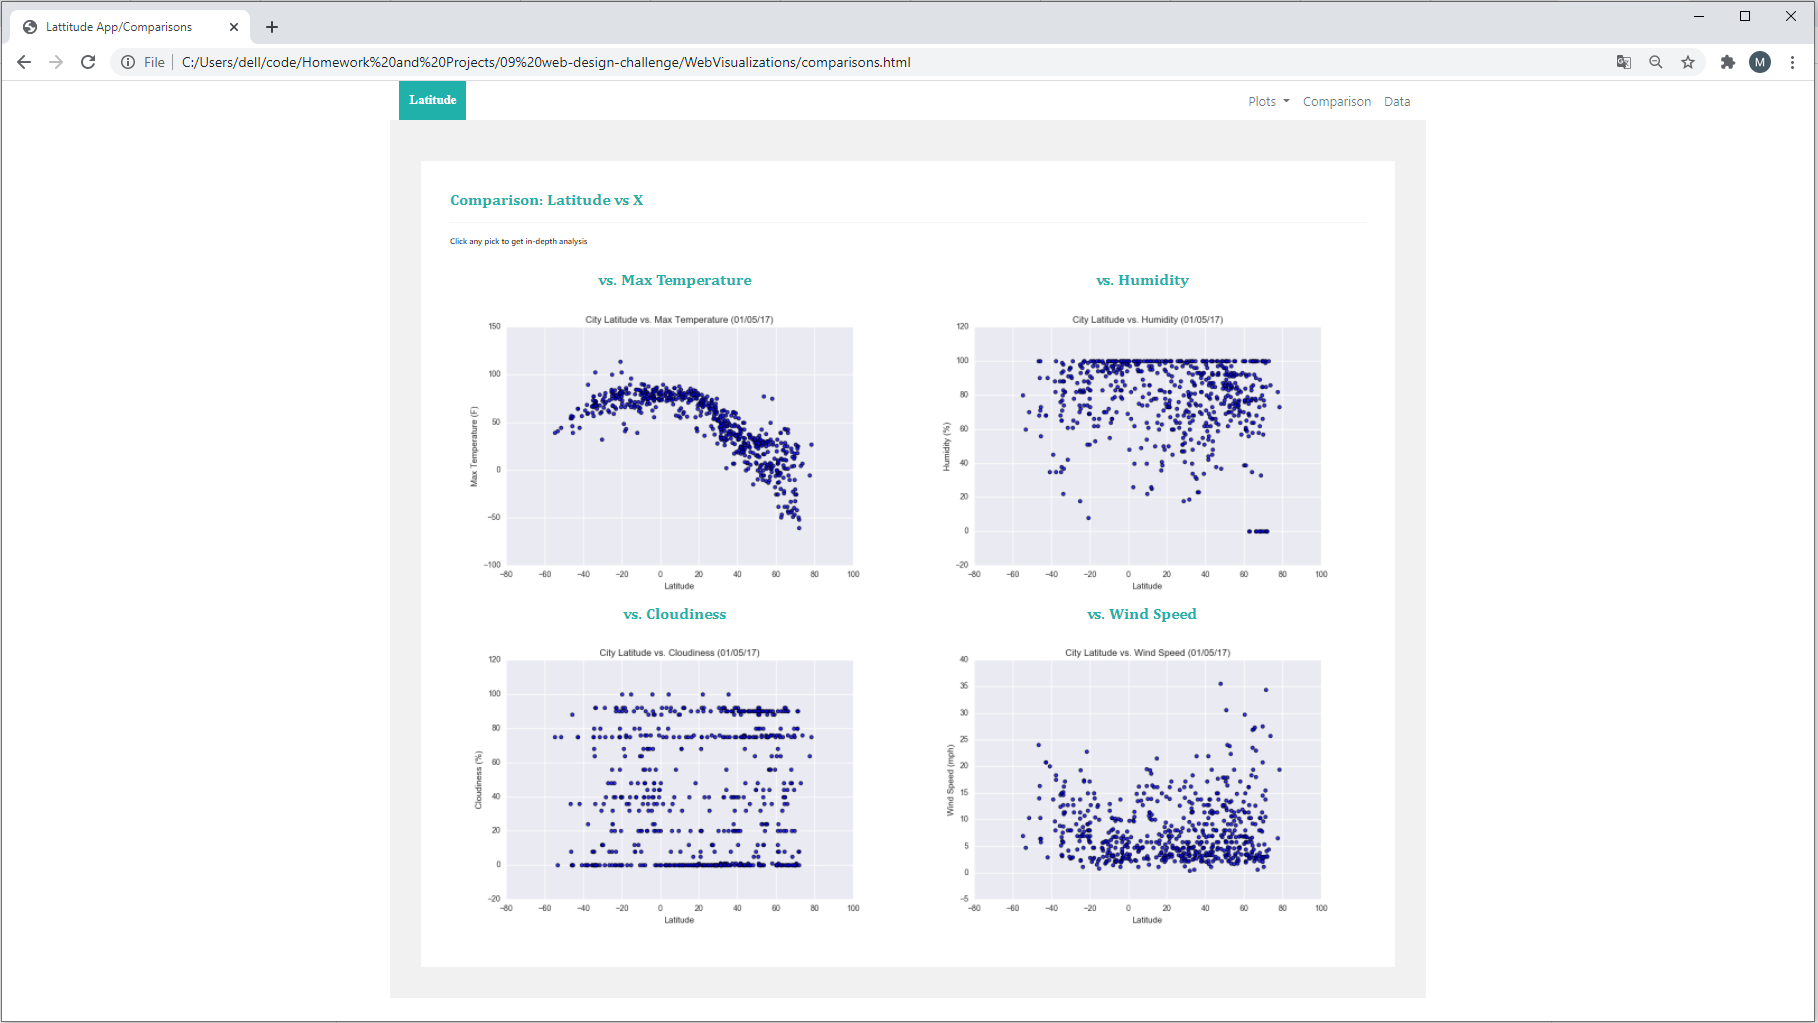 Lattitude App/Comparisons
File C:/Users/dell/code/Homework%20and%20Projects/09%20web-design-challenge/WebVisualizations/comparisons.html
M
Latitude
Plots Comparison Data
Comparison: Latitude vs X
Click any pick to get in-depth analysis
vs. Max Temperature
City Latitude vs. Max Temperature (01/05/17)
150
100
50
0
−50
−100
Max Temperature (F)
−80 −60 −40 −20 0 20 40 60 80 100
Latitude
vs. Humidity
City Latitude vs. Humidity (01/05/17)
120
100
80
60
40
20
0
−20
Humidity (%)
−80 −60 −40 −20 0 20 40 60 80 100
Latitude
vs. Cloudiness
City Latitude vs. Cloudiness (01/05/17)
120
100
80
60
40
20
0
−20
Cloudiness (%)
−80 −60 −40 −20 0 20 40 60 80 100
Latitude
vs. Wind Speed
City Latitude vs. Wind Speed (01/05/17)
40
35
30
25
20
15
10
5
0
−5
Wind Speed (mph)
−80 −60 −40 −20 0 20 40 60 80 100
Latitude